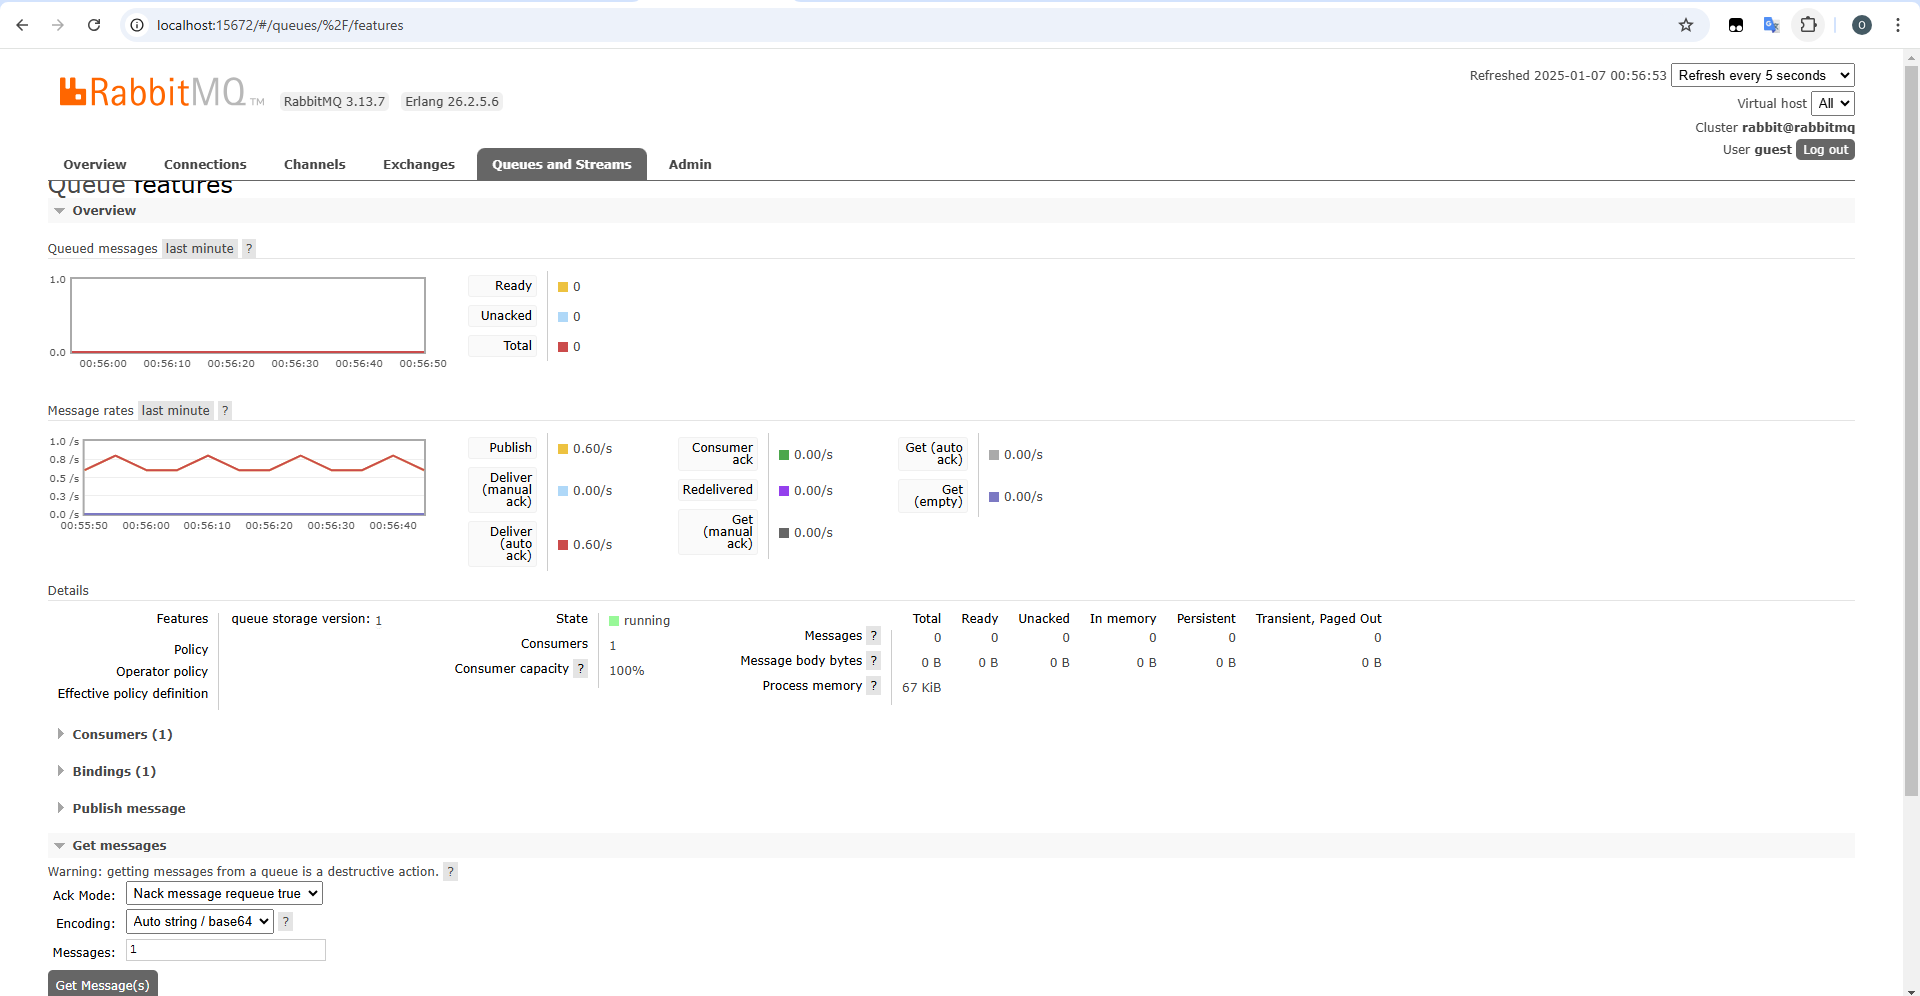 localhost:15672/#/queues/%2F/features
O
RabbitMQ TM RabbitMQ 3.13.7 Erlang 26.2.5.6
Refreshed 2025-01-07 00:56:53 Refresh every 5 seconds
Virtual host All
Cluster rabbit@rabbitmq
User guest Log out
Overview Connections Channels Exchanges Queues and Streams Admin
Queue features
Overview
Queued messages last minute ?
1.0
0.0
00:56:00 00:56:10 00:56:20 00:56:30 00:56:40 00:56:50
Ready 0
Unacked 0
Total 0
Message rates last minute ?
1.0 /s
0.8 /s
0.5 /s
0.3 /s
0.0 /s
00:55:50 00:56:00 00:56:10 00:56:20 00:56:30 00:56:40
Publish 0.60/s
Deliver
(manual
ack)
0.00/s
Deliver
(auto
ack)
0.60/s
Consumer
ack
0.00/s
Redelivered 0.00/s
Get
(manual
ack)
0.00/s
Get (auto
ack)
0.00/s
Get
(empty)
0.00/s
Details
Features queue storage version: 1
Policy
Operator policy
Effective policy definition
State running
Consumers 1
Consumer capacity ? 100%
Total Ready Unacked In memory Persistent Transient, Paged Out
Messages ? 0 0 0 0 0 0
Message body bytes ? 0 B 0 B 0 B 0 B 0 B 0 B
Process memory ? 67 KiB
Consumers (1)
Bindings (1)
Publish message
Get messages
Warning: getting messages from a queue is a destructive action. ?
Ack Mode: Nack message requeue true
Encoding: Auto string / base64 ?
Messages: 1
Get Message(s)